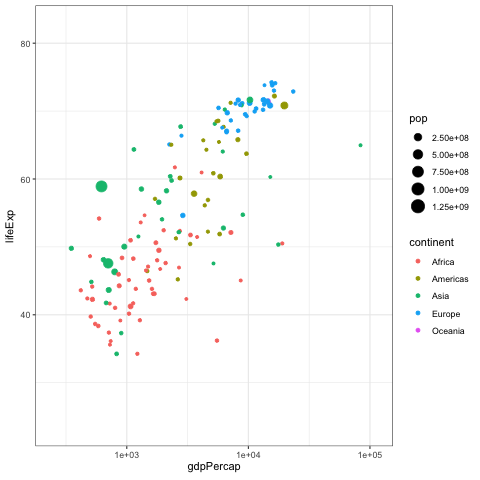 80
60
40
lifeExp
1e+03
1e+04
1e+05
gdpPercap
pop
2.50e+08
5.00e+08
7.50e+08
1.00e+09
1.25e+09
continent
Africa
Americas
Asia
Europe
Oceania